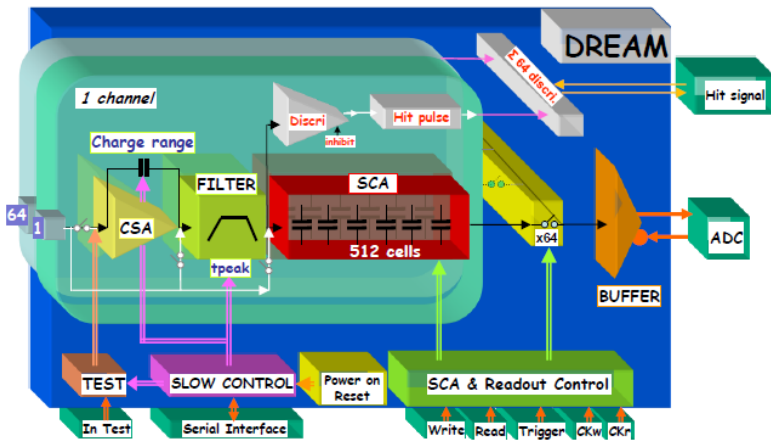 DREAM
1 channel
Σ 64 discri.
Hit signal
Discri
Hit pulse
inhibit
Charge range
FILTER
SCA
64
1
CSA
tpeak
512 cells
x64
ADC
BUFFER
TEST
SLOW CONTROL
Power on
Reset
SCA & Readout Control
In Test
Serial Interface
Write
Read
Trigger
CKw
CKr